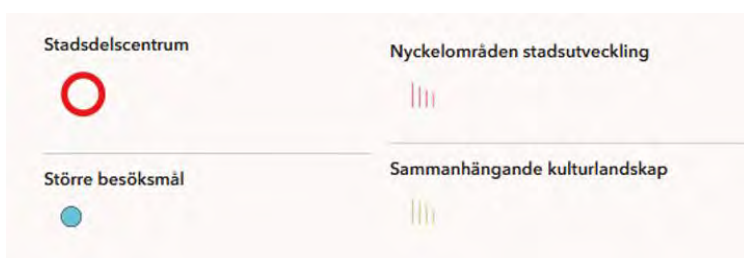 Stadsdelscentrum
Nyckelområden stadsutveckling
Större besöksmål
Sammanhängande kulturlandskap